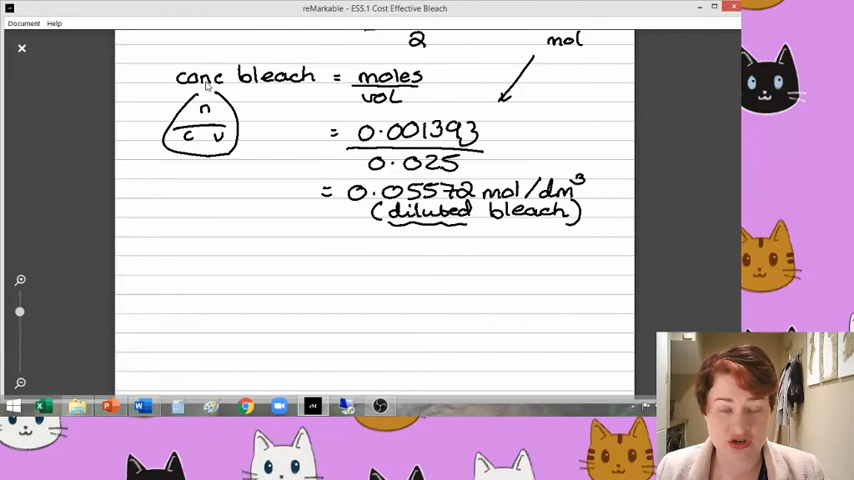 reMarkable - ES5.1 Cost Effective Bleach
Document Help
2
mol
conc bleach = moles
vol
n
c v
= 0.001393
0.025
= 0.05572 mol/dm³
(diluted bleach)